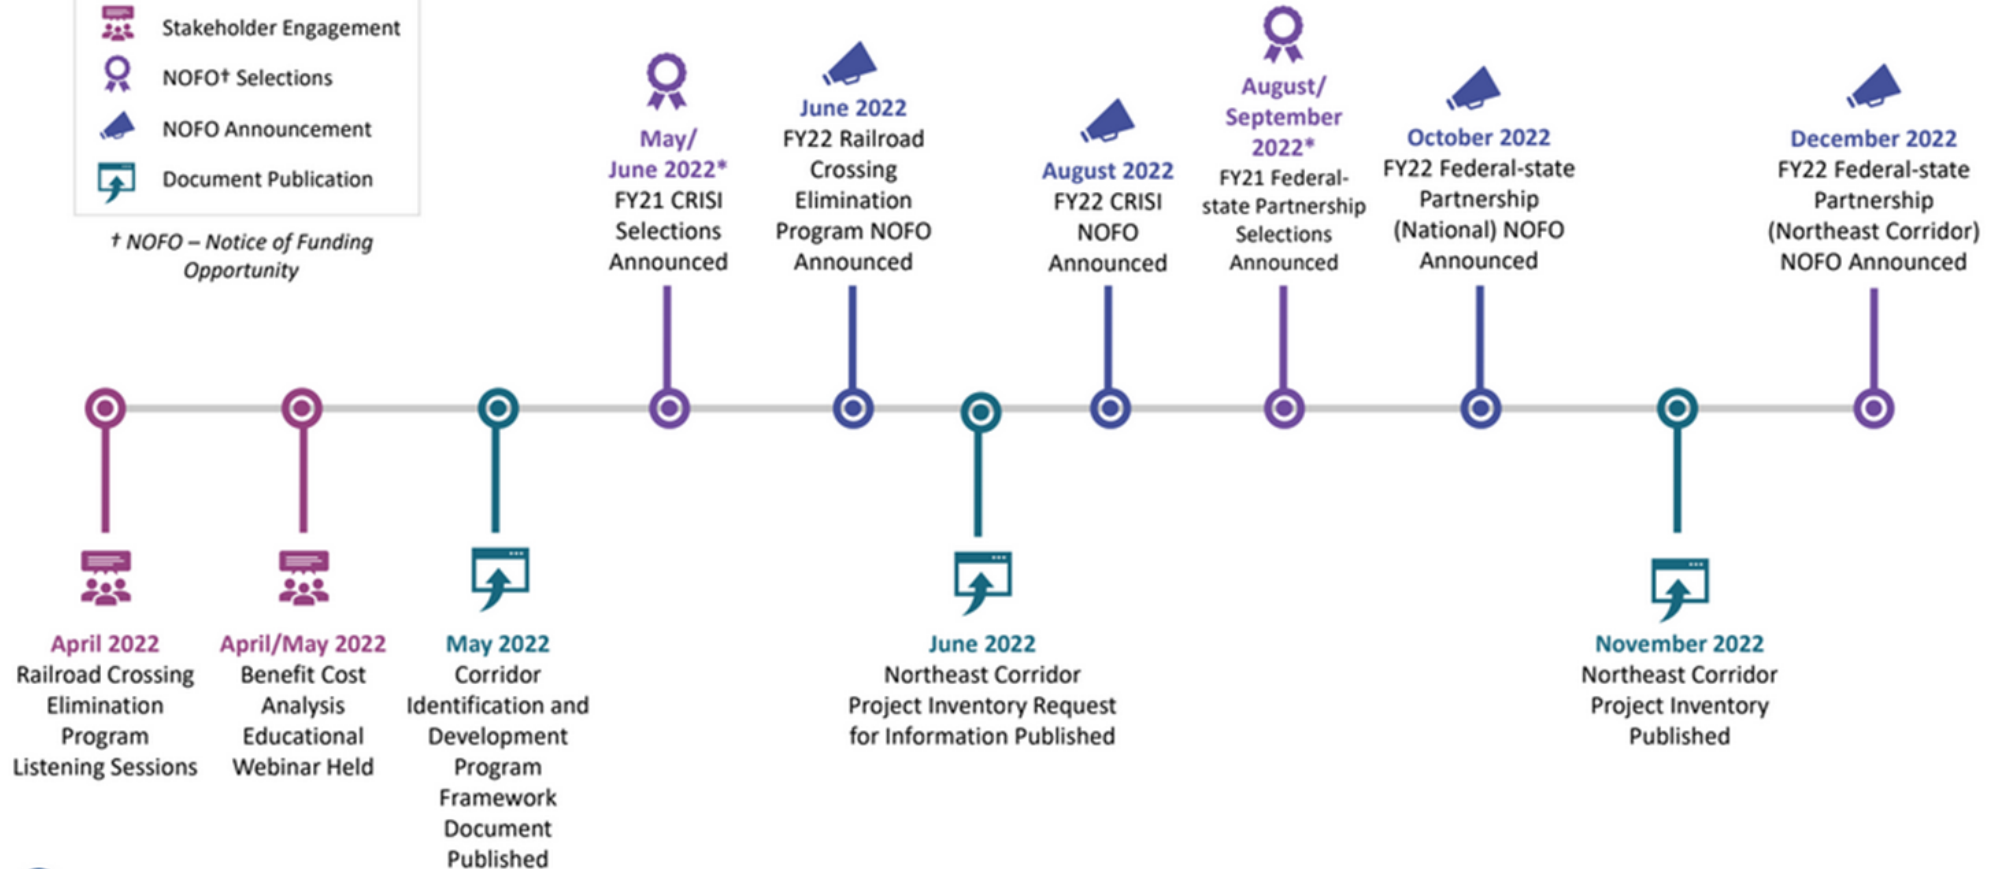 Stakeholder Engagement
NOFO† Selections
NOFO Announcement
Document Publication
† NOFO – Notice of Funding
Opportunity
May/
June 2022*
FY21 CRISI
Selections
Announced
June 2022
FY22 Railroad
Crossing
Elimination
Program NOFO
Announced
August 2022
FY22 CRISI
NOFO
Announced
August/
September
2022*
FY21 Federal-
state Partnership
Selections
Announced
October 2022
FY22 Federal-state
Partnership
(National) NOFO
Announced
December 2022
FY22 Federal-state
Partnership
(Northeast Corridor)
NOFO Announced
April 2022
Railroad Crossing
Elimination
Program
Listening Sessions
April/May 2022
Benefit Cost
Analysis
Educational
Webinar Held
May 2022
Corridor
Identification and
Development
Program
Framework
Document
Published
June 2022
Northeast Corridor
Project Inventory Request
for Information Published
November 2022
Northeast Corridor
Project Inventory
Published